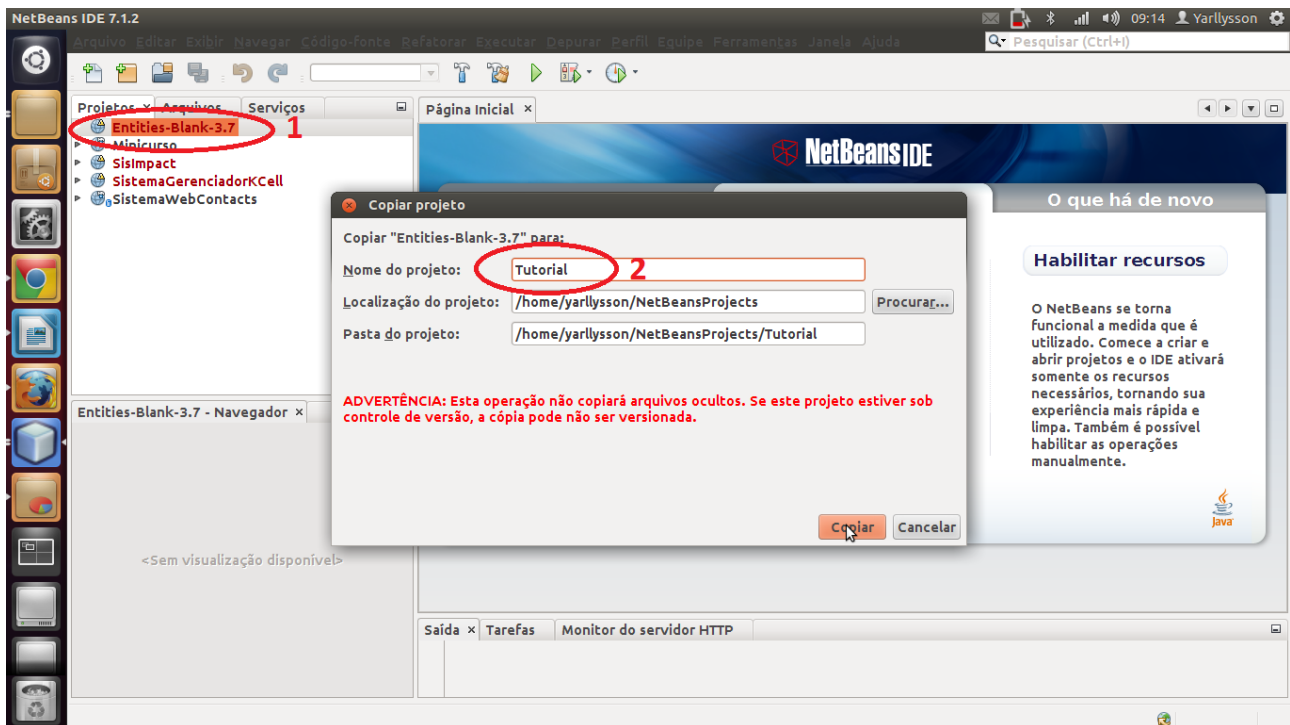 NetBeans IDE 7.1.2
09:14 Yarllysson
Arquivo Editar Exibir Navegar Código-fonte Refatorar Executar Depurar Perfil Equipe Ferramentas Janela Ajuda
Pesquisar (Ctrl+I)
Projetos × Arquivos Serviços
Página Inicial ×
Entities-Blank-3.7
1
Minicurso
SisImpact
SistemaGerenciadorKCell
SistemaWebContacts
NetBeans IDE
O que há de novo
Habilitar recursos
O NetBeans se torna
funcional a medida que é
utilizado. Comece a criar e
abrir projetos e o IDE ativará
somente os recursos
necessários, tornando sua
experiência mais rápida e
limpa. Também é possível
habilitar as operações
manualmente.
Java
Copiar projeto
Copiar "Entities-Blank-3.7" para:
Nome do projeto: Tutorial
2
Localização do projeto: /home/yarllysson/NetBeansProjects Procurar...
Pasta do projeto: /home/yarllysson/NetBeansProjects/Tutorial
ADVERTÊNCIA: Esta operação não copiará arquivos ocultos. Se este projeto estiver sob
controle de versão, a cópia pode não ser versionada.
Copiar Cancelar
Entities-Blank-3.7 - Navegador ×
<Sem visualização disponível>
Saída × Tarefas Monitor do servidor HTTP